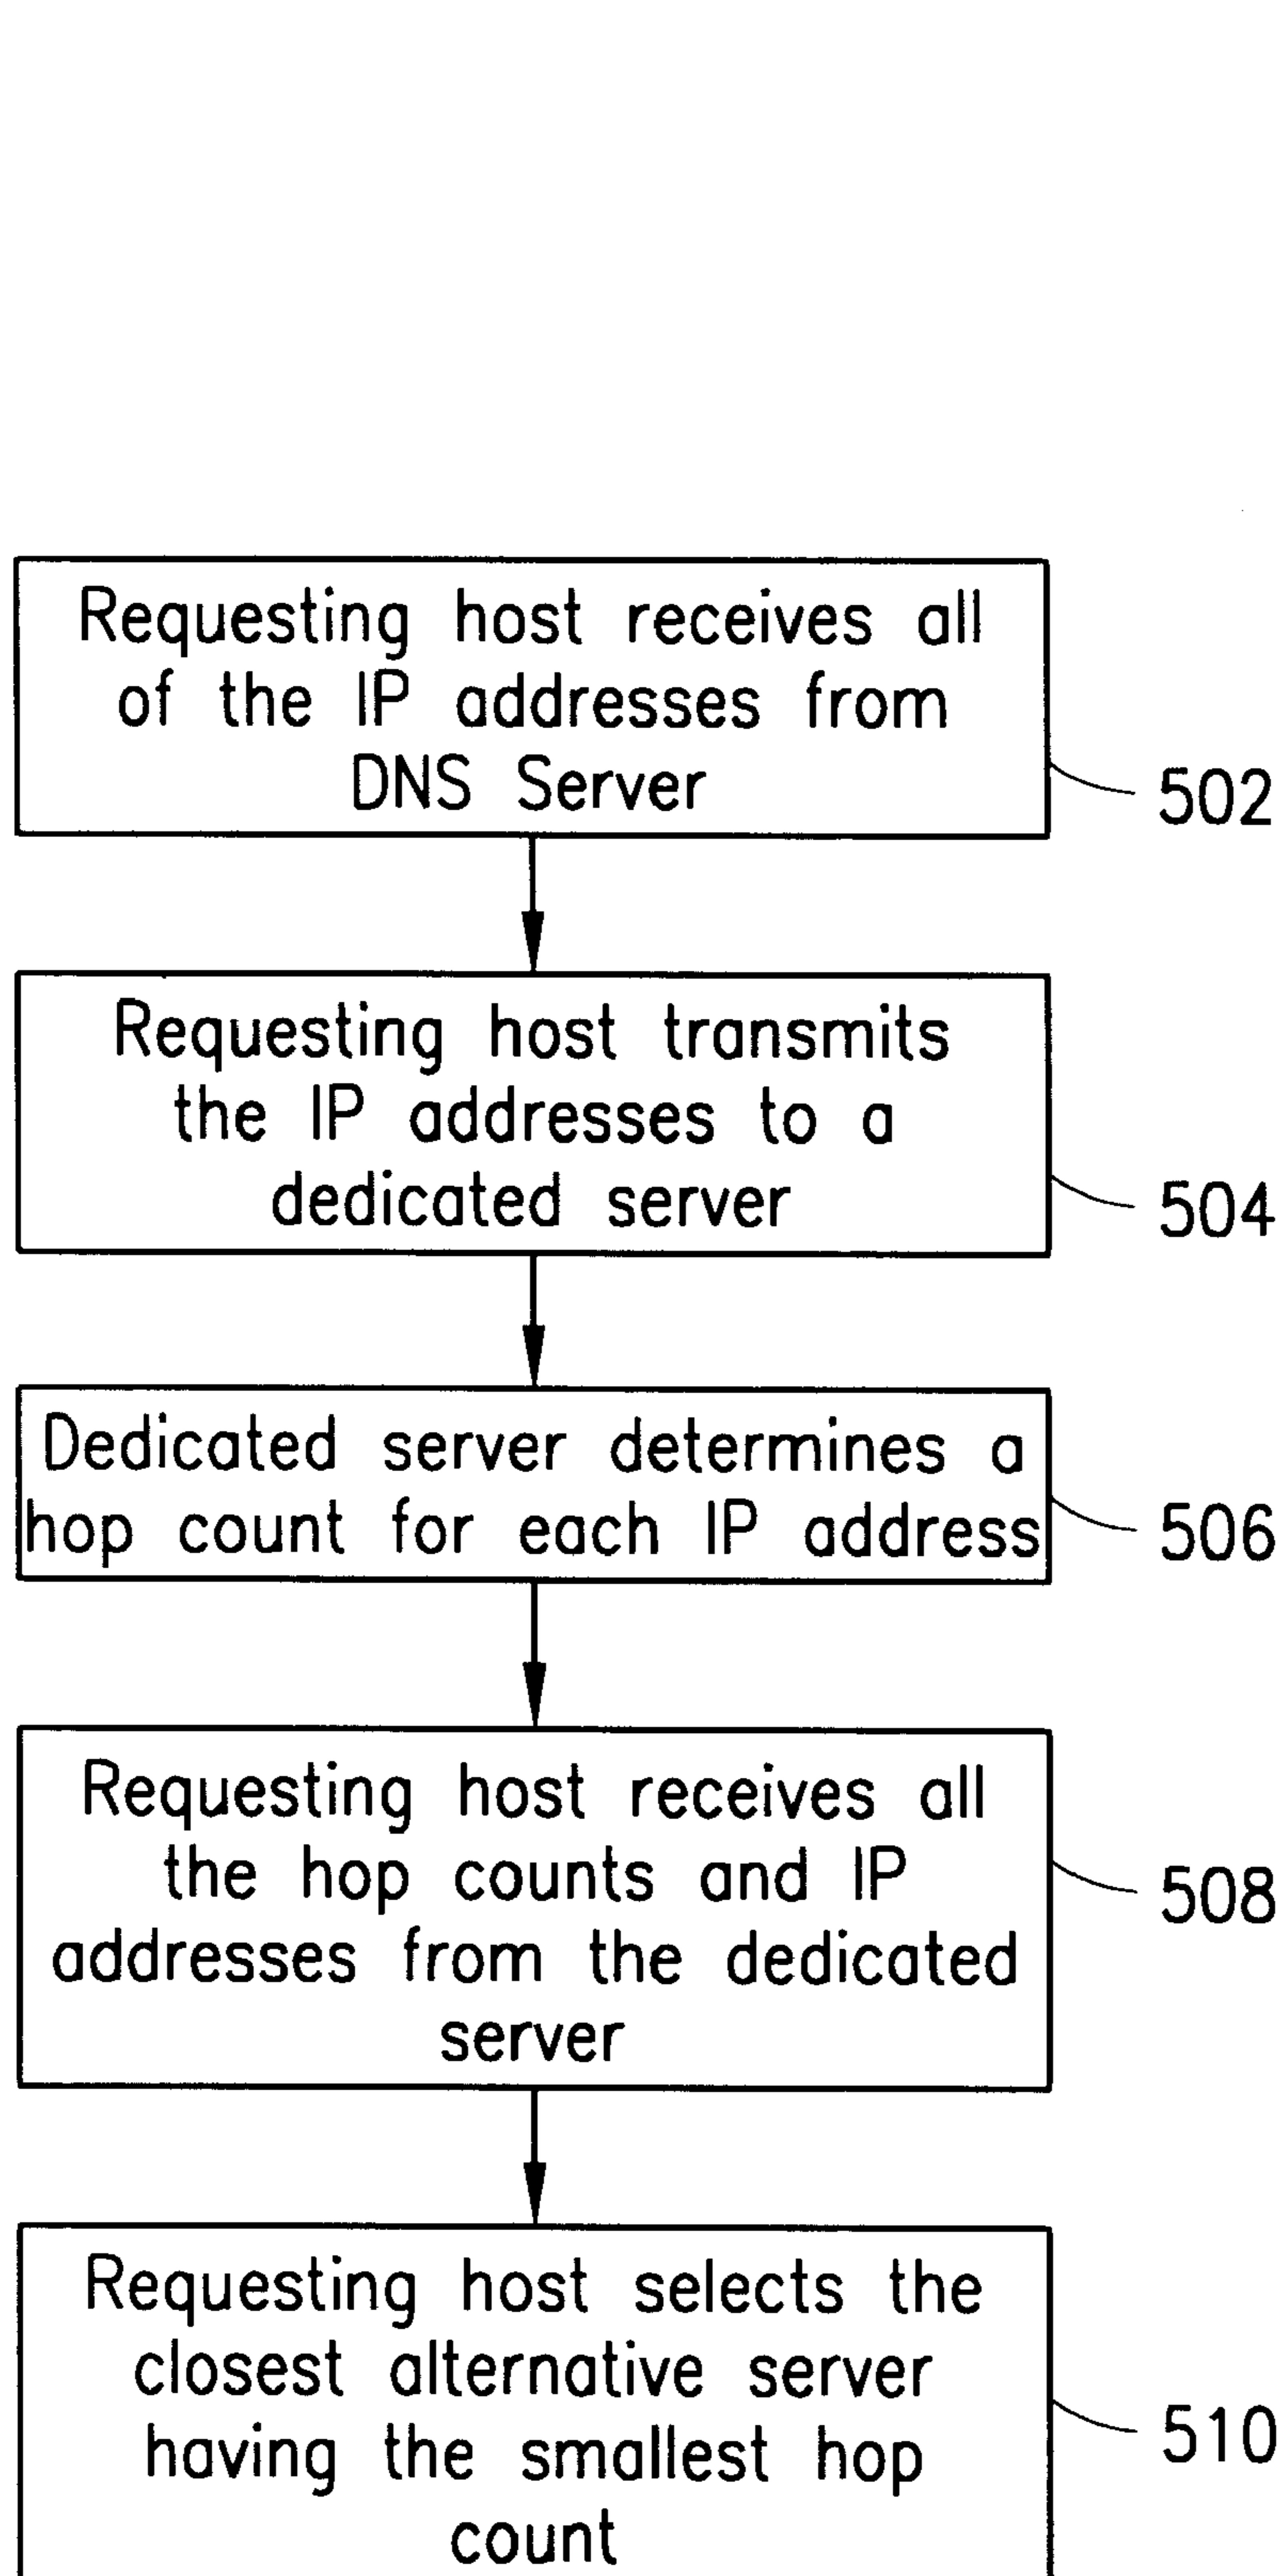 Requesting host receives all
of the IP addresses from
DNS Server
502
Requesting host transmits
the IP addresses to a
dedicated server
504
Dedicated server determines a
hop count for each IP address
506
Requesting host receives all
the hop counts and IP
addresses from the dedicated
server
508
Requesting host selects the
closest alternative server
having the smallest hop
count
510